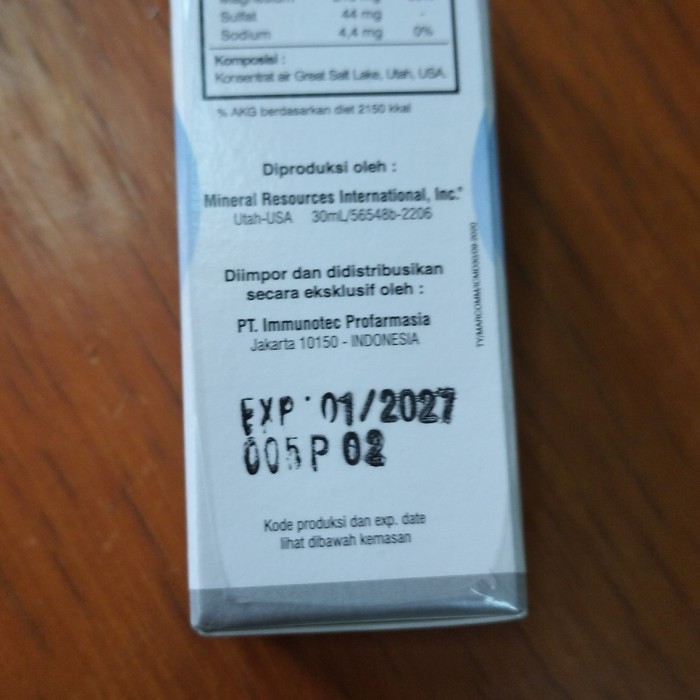 Sulfat 44 mg -
Sodium 4,4 mg 0%
Komposisi :
Konsentrat air Great Salt Lake, Utah, USA.
% AKG berdasarkan diet 2150 kkal
Diproduksi oleh :
Mineral Resources International, Inc.®
Utah-USA 30mL/56548b-2206
Diimpor dan didistribusikan
secara eksklusif oleh :
PT. Immunotec Profarmasia
Jakarta 10150 - INDONESIA
EXP 01/2027
005P 02
Kode produksi dan exp. date
lihat dibawah kemasan